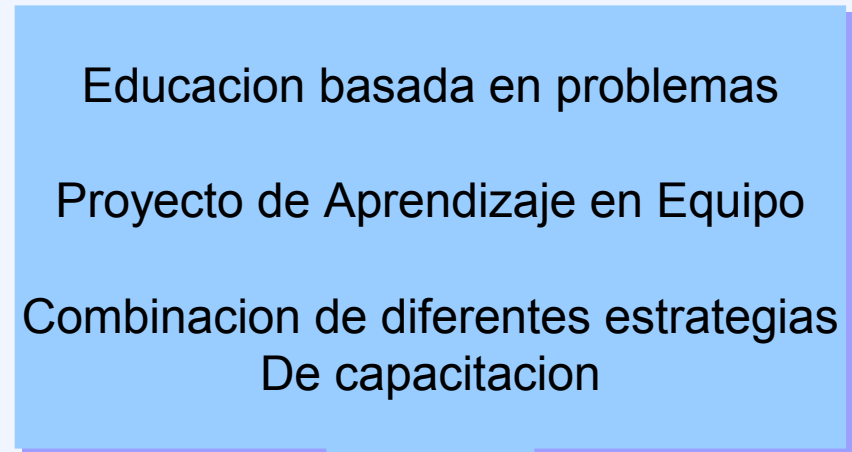 Educacion basada en problemas
Proyecto de Aprendizaje en Equipo
Combinacion de diferentes estrategias
De capacitacion